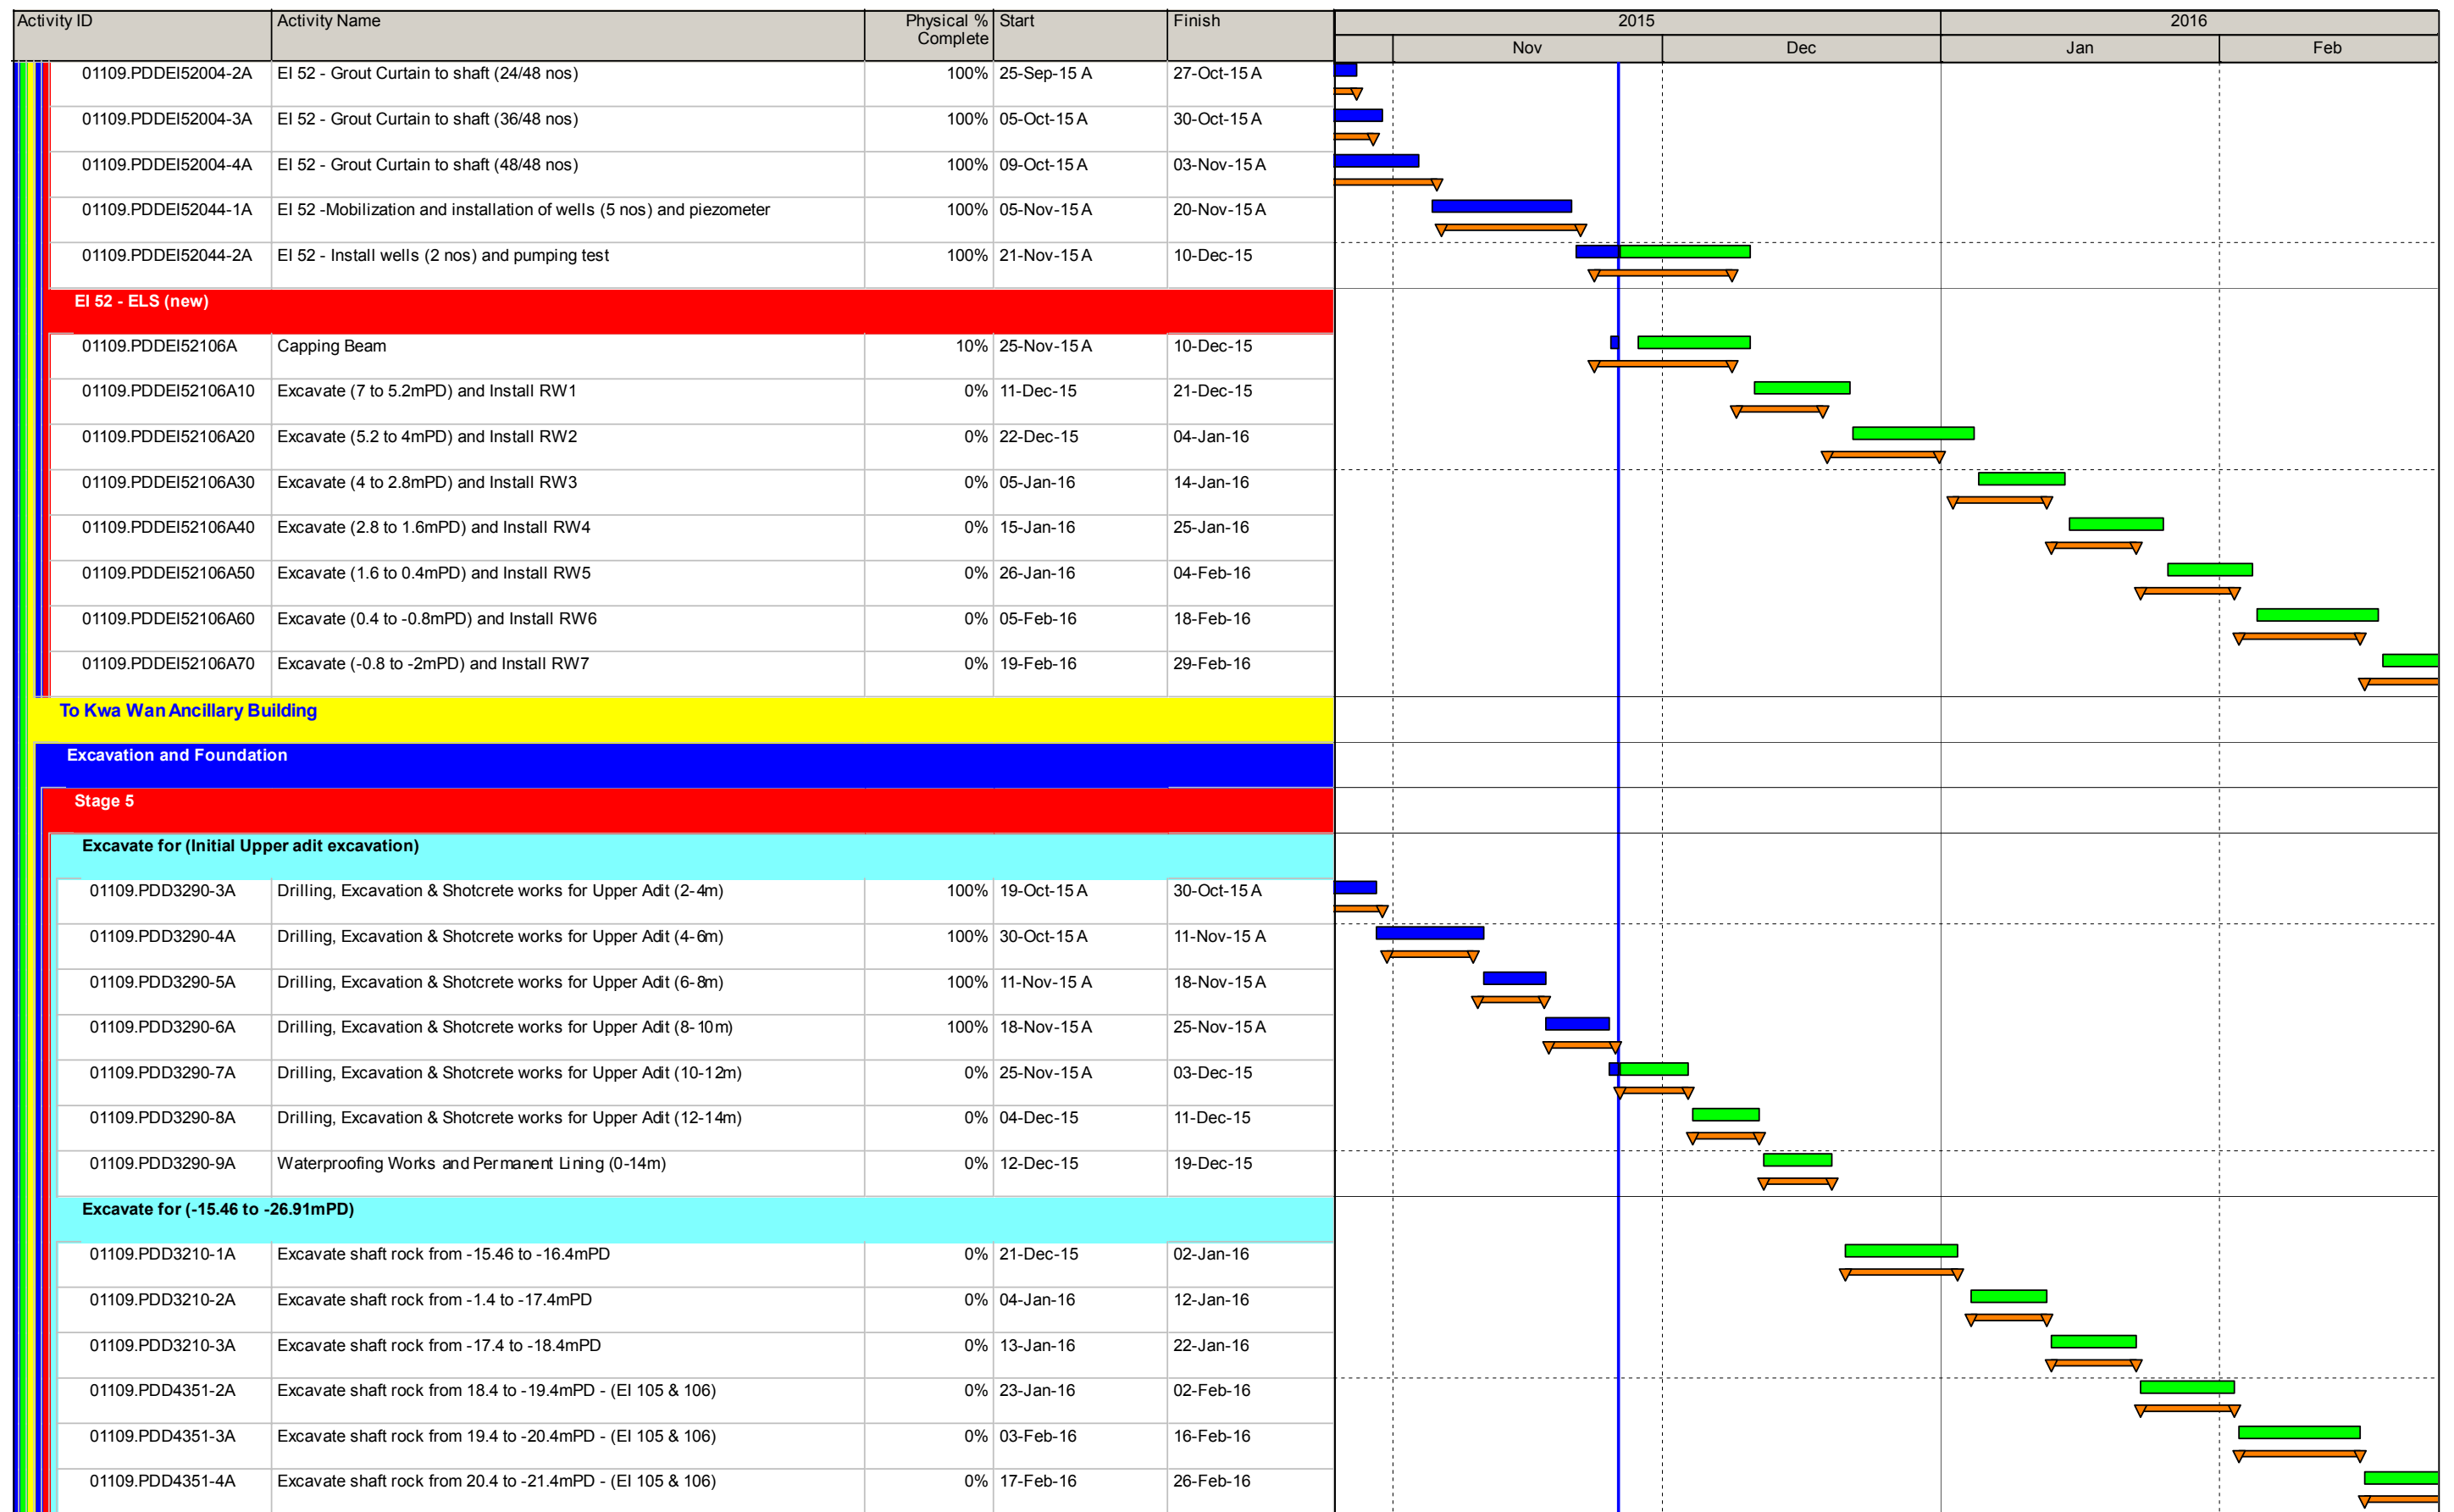 Activity ID Activity Name Physical % Start Finish 2015 2016
Complete Nov Dec Jan Feb
01109.PDDEI52004-2A EI 52 - Grout Curtain to shaft (24/48 nos) 100% 25-Sep-15 A 27-Oct-15 A
01109.PDDEI52004-3A EI 52 - Grout Curtain to shaft (36/48 nos) 100% 05-Oct-15 A 30-Oct-15 A
01109.PDDEI52004-4A EI 52 - Grout Curtain to shaft (48/48 nos) 100% 09-Oct-15 A 03-Nov-15 A
01109.PDDEI52044-1A EI 52 -Mobilization and installation of wells (5 nos) and piezometer 100% 05-Nov-15 A 20-Nov-15 A
01109.PDDEI52044-2A EI 52 - Install wells (2 nos) and pumping test 100% 21-Nov-15 A 10-Dec-15
EI 52 - ELS (new)
01109.PDDEI52106A Capping Beam 10% 25-Nov-15 A 10-Dec-15
01109.PDDEI52106A10 Excavate (7 to 5.2mPD) and Install RW1 0% 11-Dec-15 21-Dec-15
01109.PDDEI52106A20 Excavate (5.2 to 4mPD) and Install RW2 0% 22-Dec-15 04-Jan-16
01109.PDDEI52106A30 Excavate (4 to 2.8mPD) and Install RW3 0% 05-Jan-16 14-Jan-16
01109.PDDEI52106A40 Excavate (2.8 to 1.6mPD) and Install RW4 0% 15-Jan-16 25-Jan-16
01109.PDDEI52106A50 Excavate (1.6 to 0.4mPD) and Install RW5 0% 26-Jan-16 04-Feb-16
01109.PDDEI52106A60 Excavate (0.4 to -0.8mPD) and Install RW6 0% 05-Feb-16 18-Feb-16
01109.PDDEI52106A70 Excavate (-0.8 to -2mPD) and Install RW7 0% 19-Feb-16 29-Feb-16
To Kwa Wan Ancillary Building
Excavation and Foundation
Stage 5
Excavate for (Initial Upper adit excavation)
01109.PDD3290-3A Drilling, Excavation & Shotcrete works for Upper Adit (2-4m) 100% 19-Oct-15 A 30-Oct-15 A
01109.PDD3290-4A Drilling, Excavation & Shotcrete works for Upper Adit (4-6m) 100% 30-Oct-15 A 11-Nov-15 A
01109.PDD3290-5A Drilling, Excavation & Shotcrete works for Upper Adit (6-8m) 100% 11-Nov-15 A 18-Nov-15 A
01109.PDD3290-6A Drilling, Excavation & Shotcrete works for Upper Adit (8-10m) 100% 18-Nov-15 A 25-Nov-15 A
01109.PDD3290-7A Drilling, Excavation & Shotcrete works for Upper Adit (10-12m) 0% 25-Nov-15 A 03-Dec-15
01109.PDD3290-8A Drilling, Excavation & Shotcrete works for Upper Adit (12-14m) 0% 04-Dec-15 11-Dec-15
01109.PDD3290-9A Waterproofing Works and Permanent Lining (0-14m) 0% 12-Dec-15 19-Dec-15
Excavate for (-15.46 to -26.91mPD)
01109.PDD3210-1A Excavate shaft rock from -15.46 to -16.4mPD 0% 21-Dec-15 02-Jan-16
01109.PDD3210-2A Excavate shaft rock from -1.4 to -17.4mPD 0% 04-Jan-16 12-Jan-16
01109.PDD3210-3A Excavate shaft rock from -17.4 to -18.4mPD 0% 13-Jan-16 22-Jan-16
01109.PDD4351-2A Excavate shaft rock from 18.4 to -19.4mPD - (EI 105 & 106) 0% 23-Jan-16 02-Feb-16
01109.PDD4351-3A Excavate shaft rock from 19.4 to -20.4mPD - (EI 105 & 106) 0% 03-Feb-16 16-Feb-16
01109.PDD4351-4A Excavate shaft rock from 20.4 to -21.4mPD - (EI 105 & 106) 0% 17-Feb-16 26-Feb-16